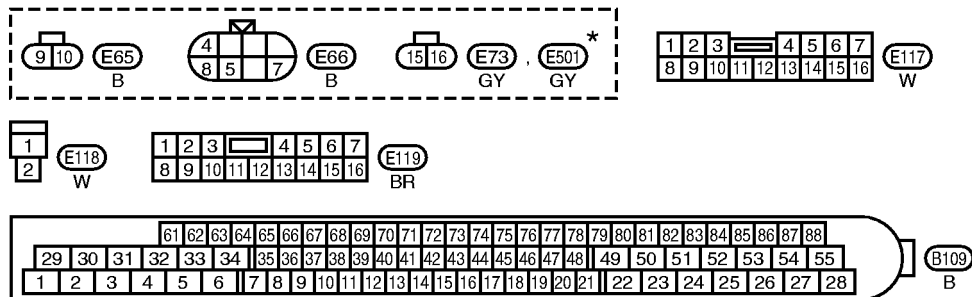 9 10 E65 4 E66 15 16 E73 , E501 * 1 2 3 4 5 6 7 E117
B 8 5 7 B GY GY 8 9 10 11 12 13 14 15 16 W
1 E118 1 2 3 4 5 6 7 E119
2 W 8 9 10 11 12 13 14 15 16 BR
61 62 63 64 65 66 67 68 69 70 71 72 73 74 75 76 77 78 79 80 81 82 83 84 85 86 87 88
29 30 31 32 33 34 35 36 37 38 39 40 41 42 43 44 45 46 47 48 49 50 51 52 53 54 55 B109
1 2 3 4 5 6 7 8 9 10 11 12 13 14 15 16 17 18 19 20 21 22 23 24 25 26 27 28 B